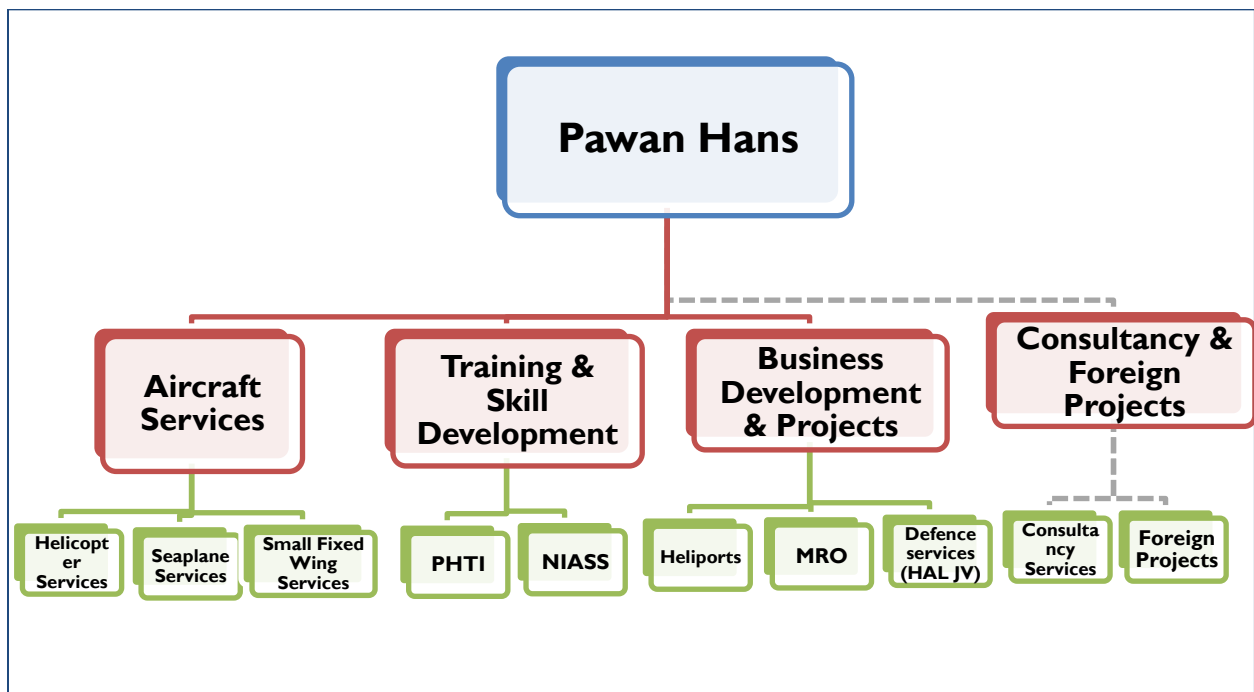 Pawan Hans
Aircraft
Services
Training &
Skill
Development
Business
Development
& Projects
Consultancy &
Foreign
Projects
Helicopt
er
Services
Seaplane
Services
Small Fixed
Wing
Services
PHTI
NIASS
Heliports
MRO
Defence
services
(HAL JV)
Consulta
ncy
Services
Foreign
Projects